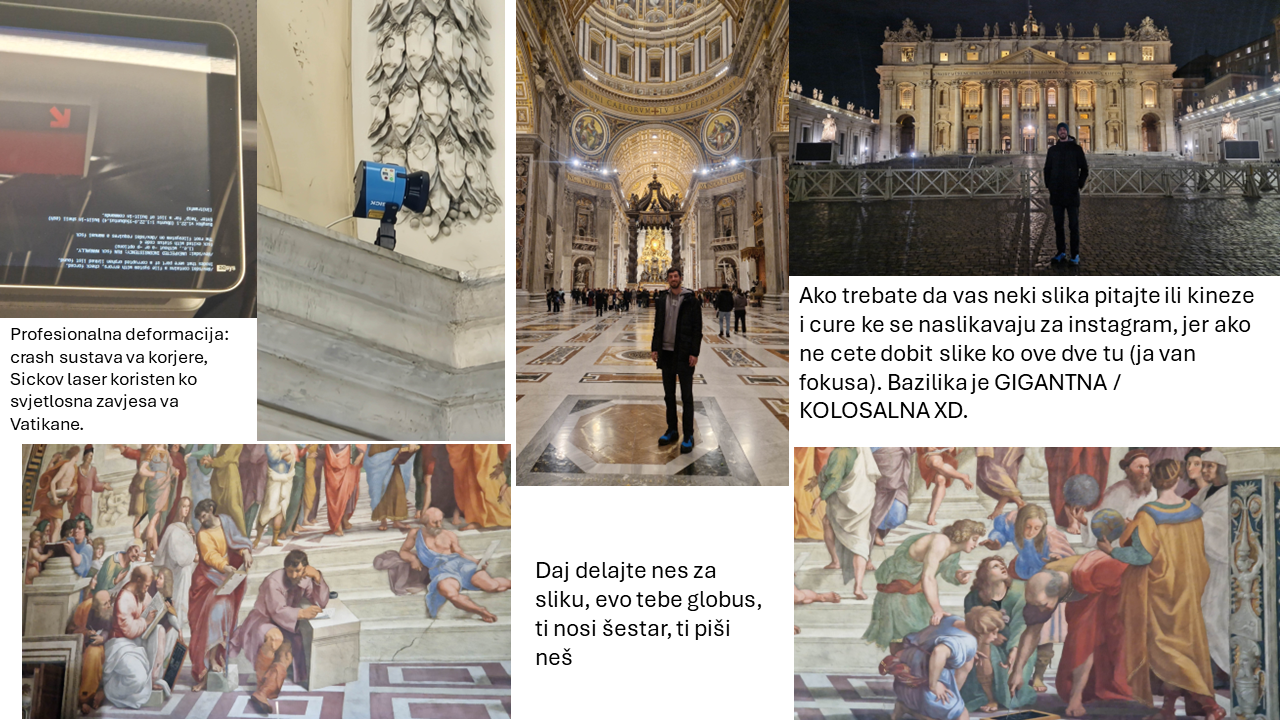 Profesionalna deformacija:
crash sustava va korjere,
Sickov laser koristen ko
svjetlosna zavjesa va
Vatikane.
SICK
Ako trebate da vas neki slika pitajte ili kineze
i cure ke se naslikavaju za instagram, jer ako
ne cete dobit slike ko ove dve tu (ja van
fokusa). Bazilika je GIGANTNA /
KOLOSALNA XD.
Daj delajte nes za
sliku, evo tebe globus,
ti nosi šestar, ti piši
neš